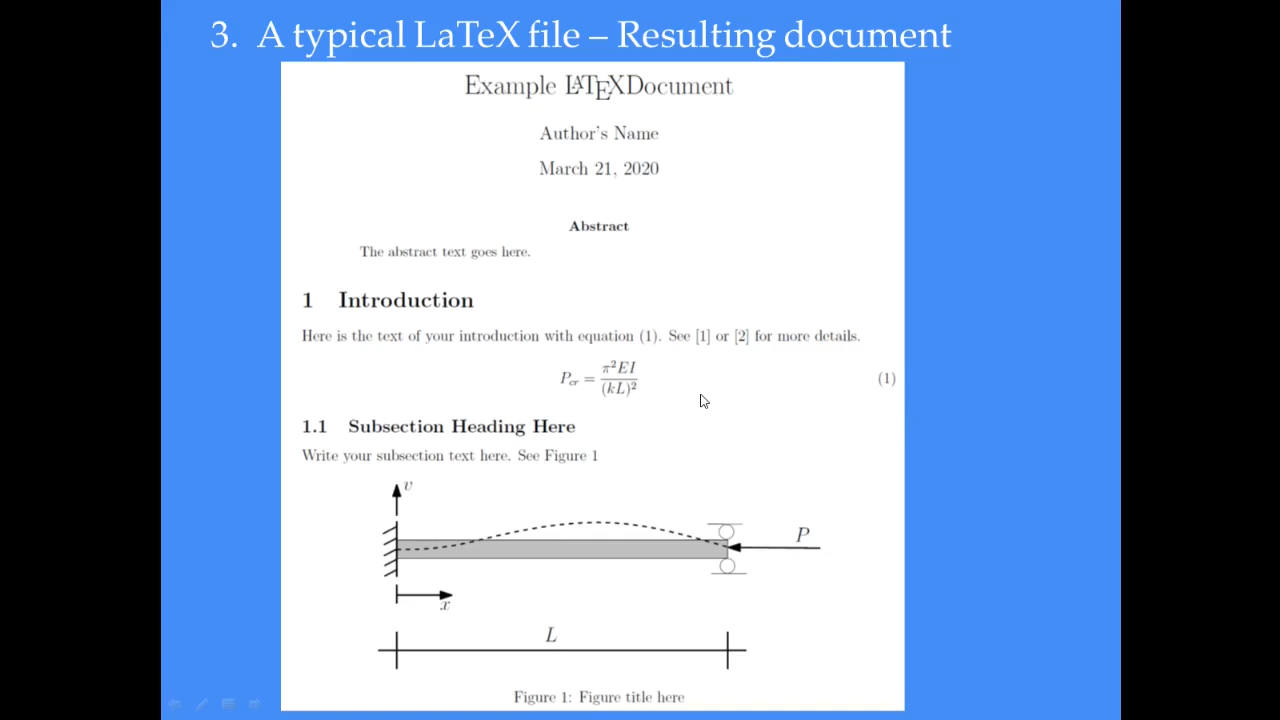 3. A typical LaTeX file – Resulting document
Example LATEXDocument
Author's Name
March 21, 2020
Abstract
The abstract text goes here.
1 Introduction
Here is the text of your introduction with equation (1). See [1] or [2] for more details.
P_cr = π²EI / (kL)² (1)
1.1 Subsection Heading Here
Write your subsection text here. See Figure 1
v
P
x
L
Figure 1: Figure title here